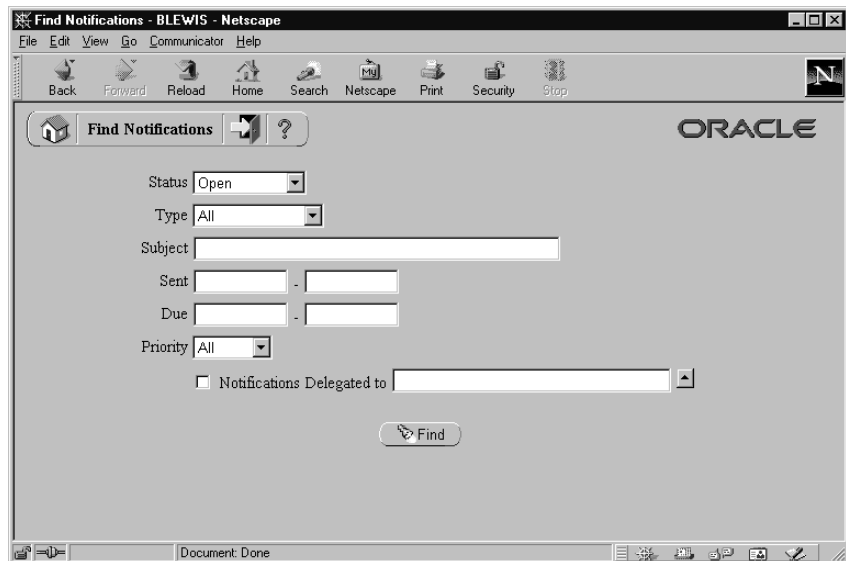 Find Notifications - BLEWIS - Netscape
File Edit View Go Communicator Help
Back Forward Reload Home Search My Netscape Print Security Stop
N
Find Notifications ? ORACLE
Status Open
Type All
Subject
Sent -
Due -
Priority All
Notifications Delegated to
Find
Document: Done